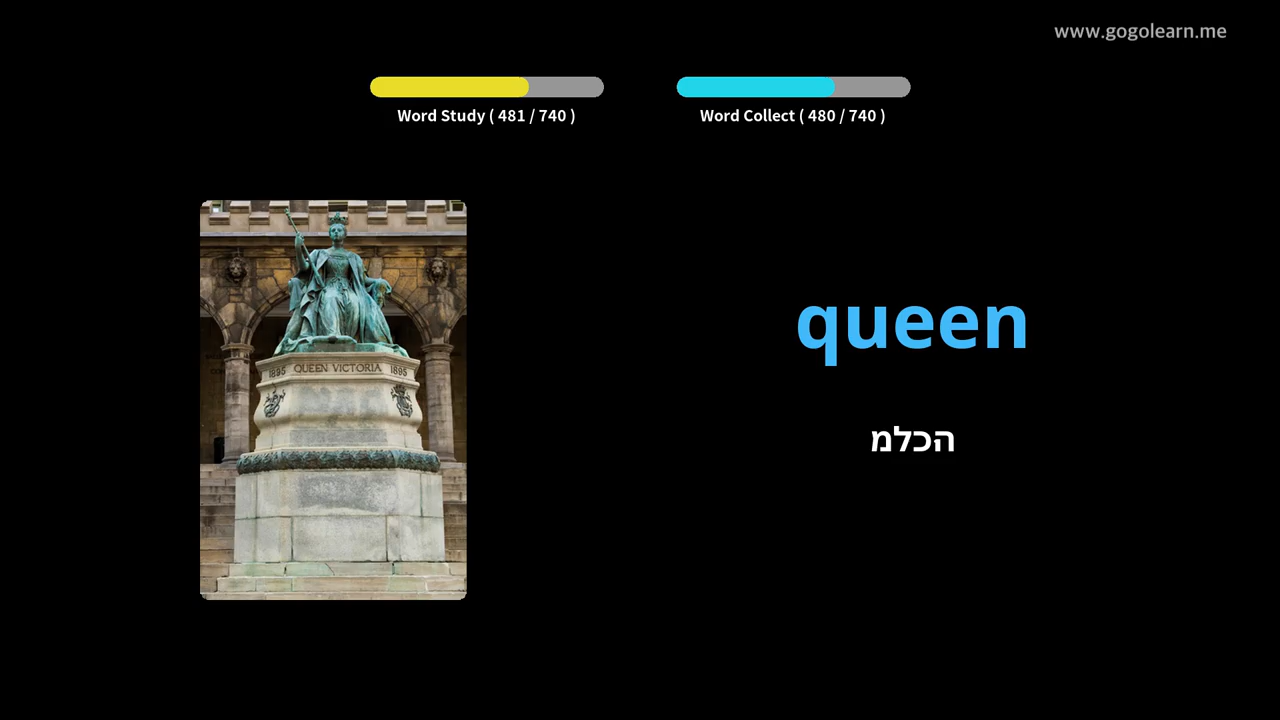 www.gogolearn.me
Word Study ( 481 / 740 )
Word Collect ( 480 / 740 )
1895 QUEEN VICTORIA 1895
queen
הכלמ